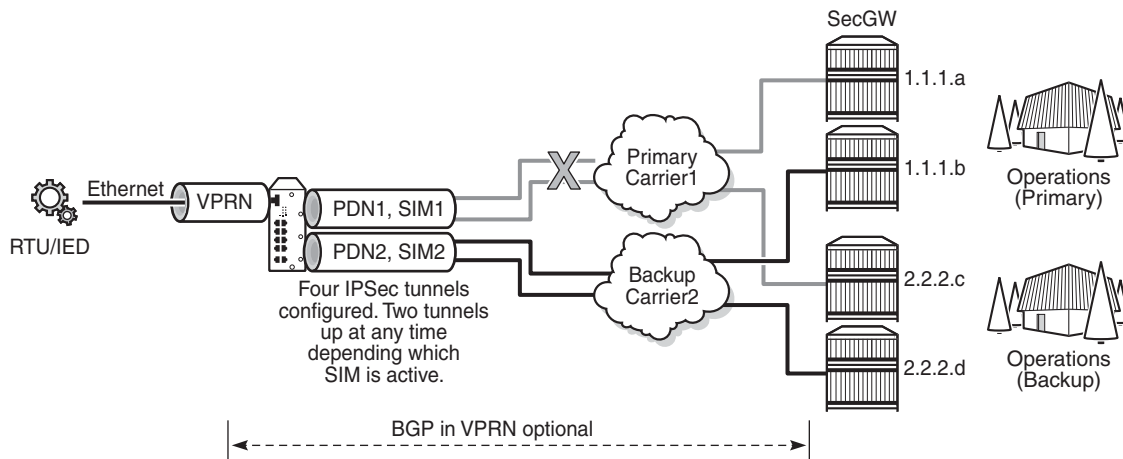 SecGW
1.1.1.a
1.1.1.b
Operations
(Primary)
Primary
Carrier1
X
Ethernet
VPRN
PDN1, SIM1
RTU/IED
PDN2, SIM2
Backup
Carrier2
2.2.2.c
2.2.2.d
Operations
(Backup)
Four IPSec tunnels
configured. Two tunnels
up at any time
depending which
SIM is active.
BGP in VPRN optional